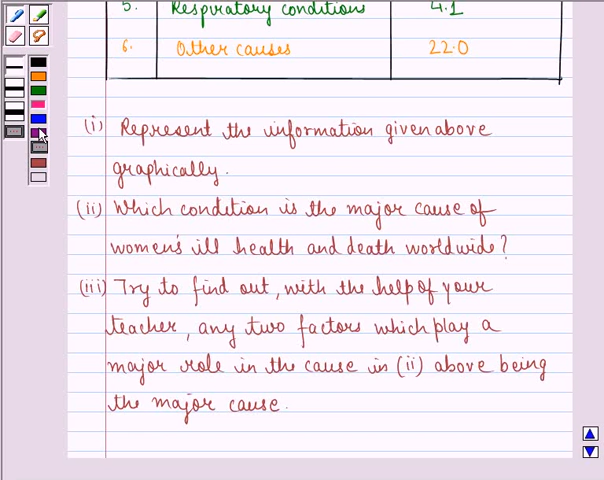 5. Respiratory conditions 4.1
6. Other causes 22.0
(i) Represent the information given above
graphically.
(ii) Which condition is the major cause of
women's ill health and death worldwide?
(iii) Try to find out, with the help of your
teacher, any two factors which play a
major role in the cause in (ii) above being
the major cause.